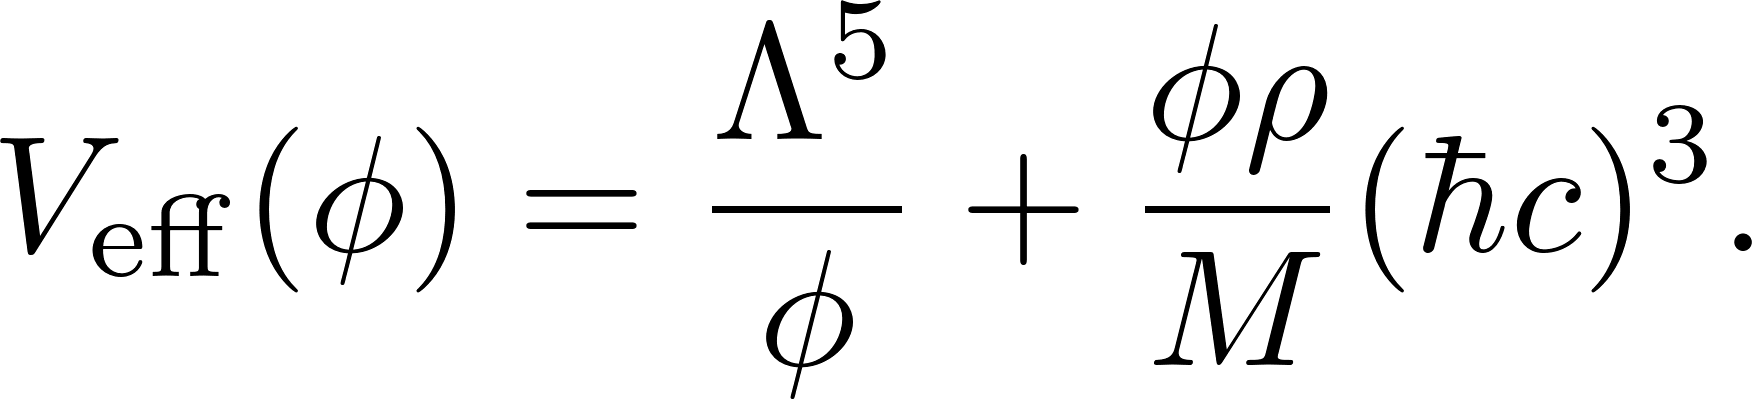 V_eff(ϕ) = Λ^5/ϕ + ϕρ/M (ħc)^3.